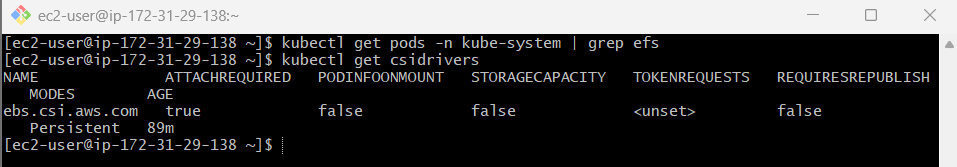 ec2-user@ip-172-31-29-138:~
[ec2-user@ip-172-31-29-138 ~]$ kubectl get pods -n kube-system | grep efs
[ec2-user@ip-172-31-29-138 ~]$ kubectl get csidrivers
NAME              ATTACHREQUIRED   PODINFOONMOUNT   STORAGECAPACITY   TOKENREQUESTS   REQUIRESREPUBLISH
   MODES        AGE
ebs.csi.aws.com   true             false            false             <unset>         false
   Persistent   89m
[ec2-user@ip-172-31-29-138 ~]$